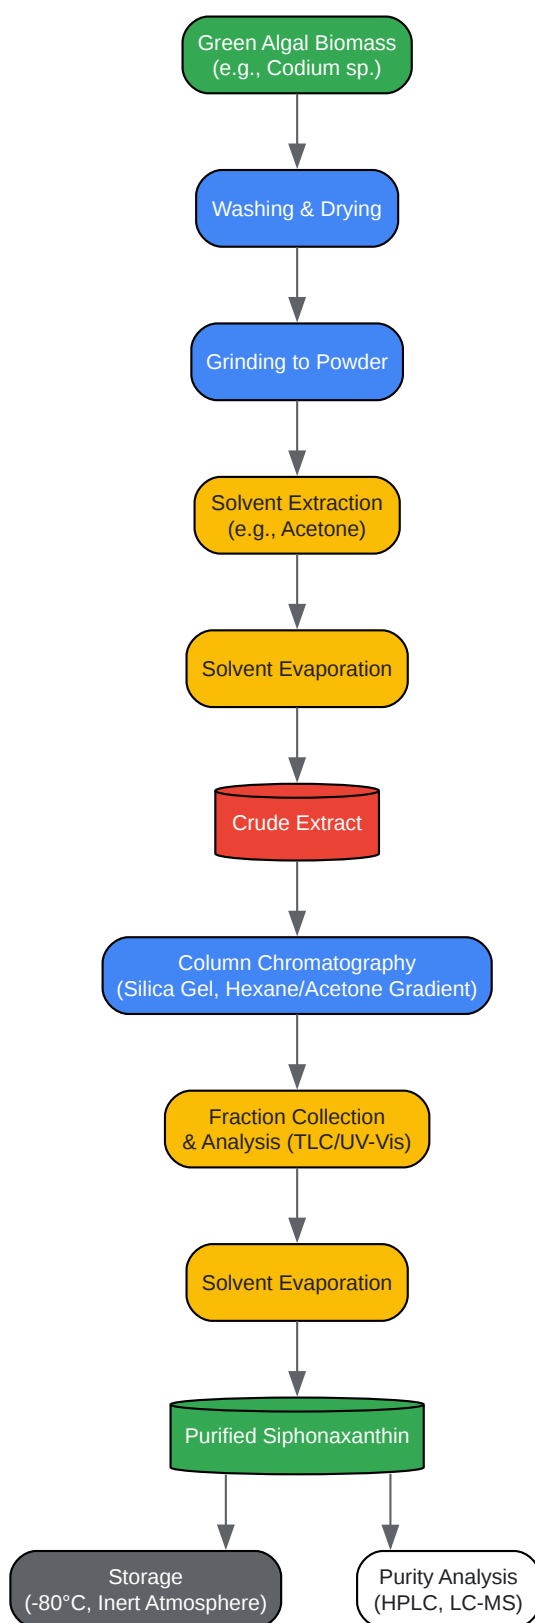 Green Algal Biomass
(e.g., Codium sp.)
Washing & Drying
Grinding to Powder
Solvent Extraction
(e.g., Acetone)
Solvent Evaporation
Crude Extract
Column Chromatography
(Silica Gel, Hexane/Acetone Gradient)
Fraction Collection
& Analysis (TLC/UV-Vis)
Solvent Evaporation
Purified Siphonaxanthin
Storage
(-80°C, Inert Atmosphere)
Purity Analysis
(HPLC, LC-MS)